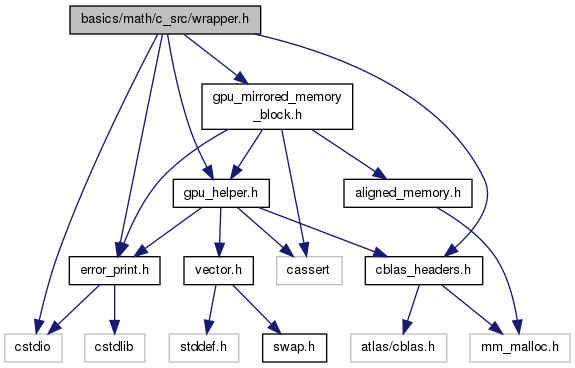 basics/math/c_src/wrapper.h
gpu_mirrored_memory
_block.h
gpu_helper.h
aligned_memory.h
error_print.h
vector.h
cassert
cblas_headers.h
cstdio
cstdlib
stddef.h
swap.h
atlas/cblas.h
mm_malloc.h